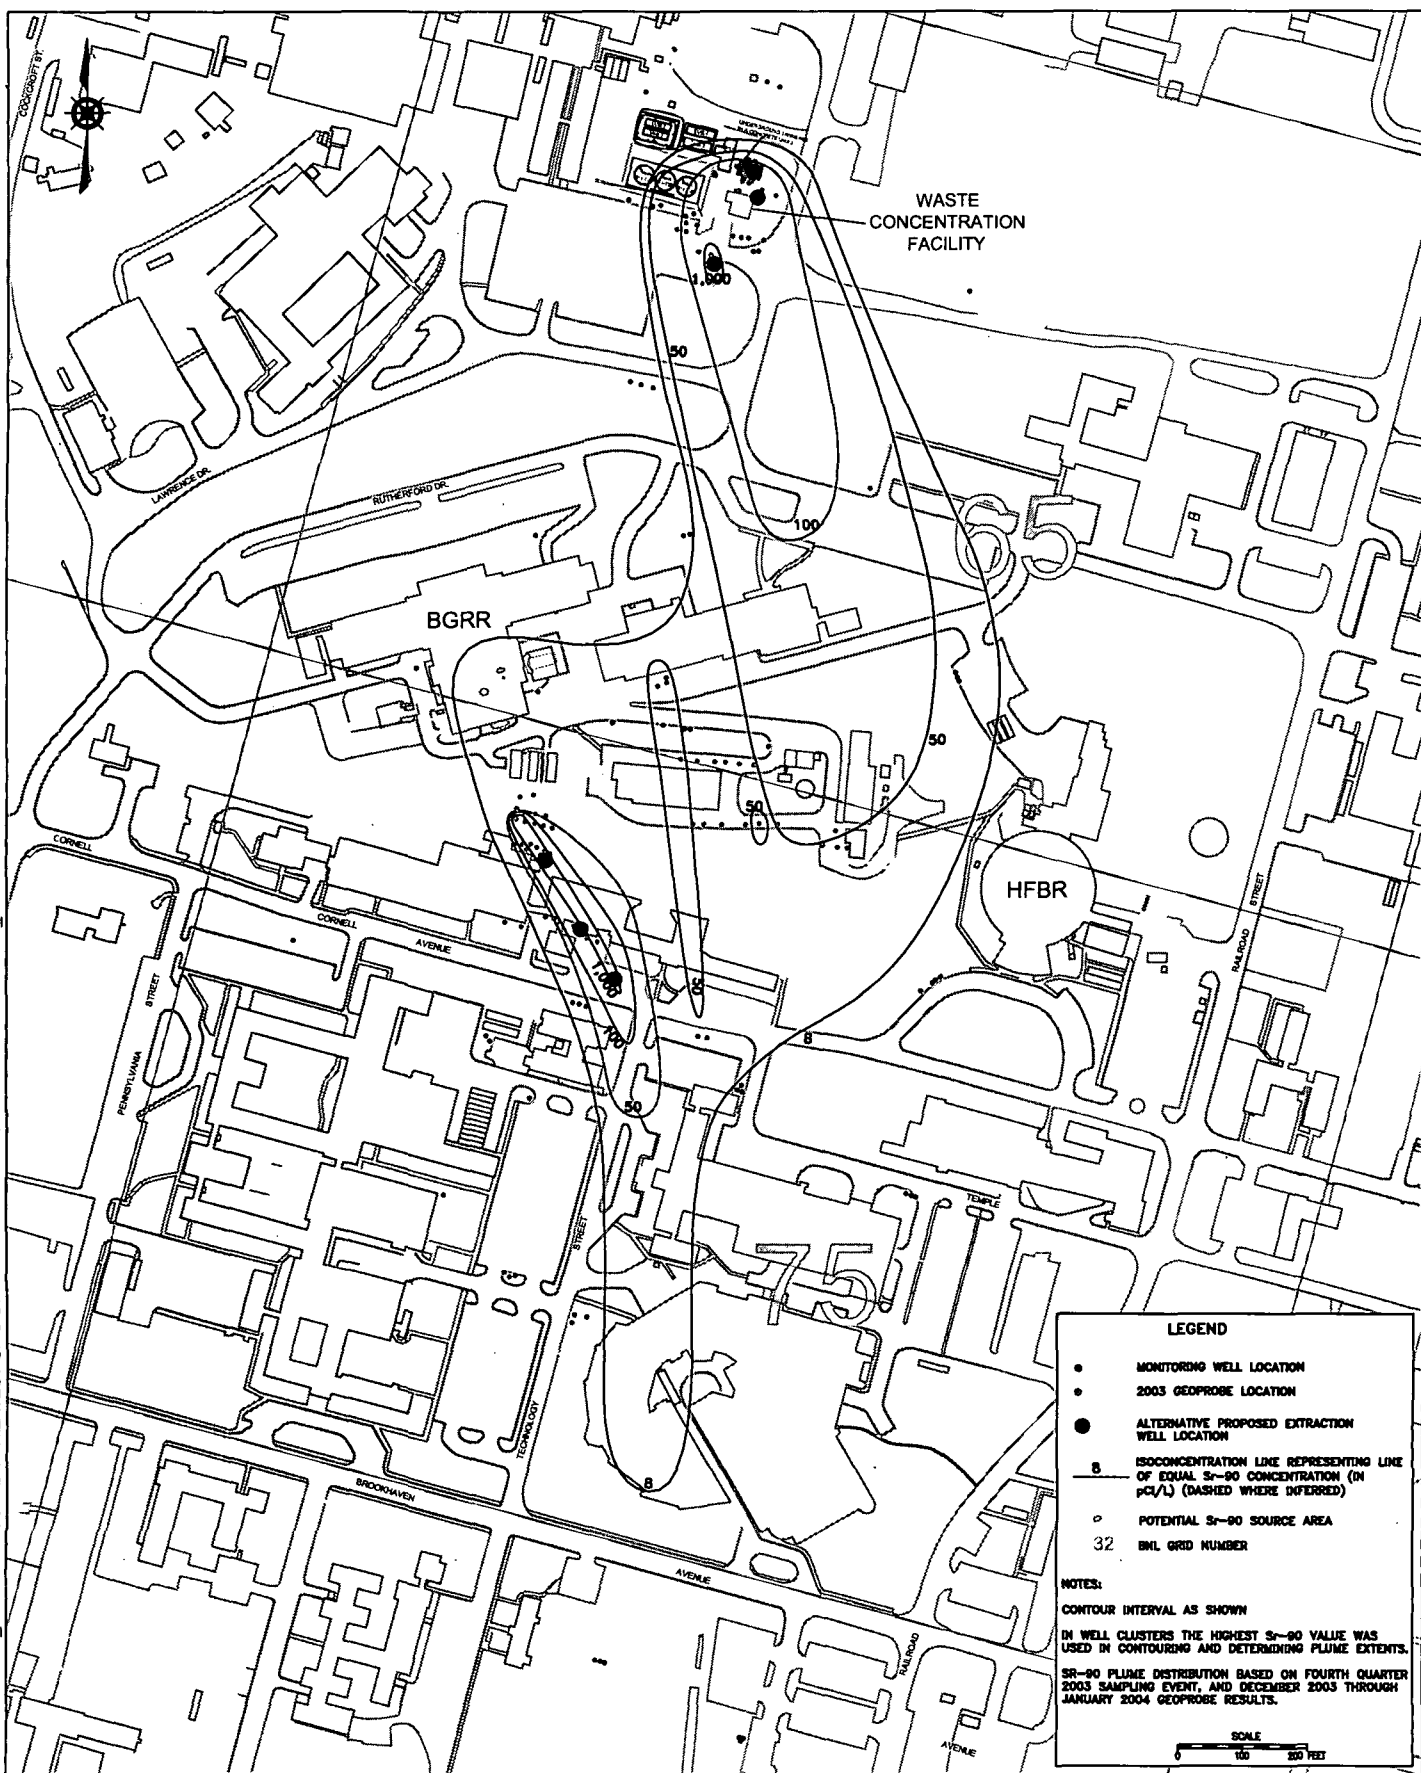 COCKCROFT ST.
WASTE
CONCENTRATION
FACILITY
1,000
50
LAWRENCE DR.
RUTHERFORD DR.
100
65
BGRR
50
50
CORNELL
HFBR
CORNELL
AVENUE
RAILROAD
STREET
1,000
50
100
8
PENNSYLVANIA
STREET
50
TEMPLE
STREET
75
8
TECHNOLOGY
BROOKHAVEN
AVENUE
RAILROAD
AVENUE
LEGEND
MONITORING WELL LOCATION
2003 GEOPROBE LOCATION
ALTERNATIVE PROPOSED EXTRACTION
WELL LOCATION
8 ISOCONCENTRATION LINE REPRESENTING LINE
OF EQUAL Sr-90 CONCENTRATION (IN
pCi/L) (DASHED WHERE INFERRED)
POTENTIAL Sr-90 SOURCE AREA
32 BNL GRID NUMBER
NOTES:
CONTOUR INTERVAL AS SHOWN
IN WELL CLUSTERS THE HIGHEST Sr-90 VALUE WAS
USED IN CONTOURING AND DETERMINING PLUME EXTENTS.
SR-90 PLUME DISTRIBUTION BASED ON FOURTH QUARTER
2003 SAMPLING EVENT, AND DECEMBER 2003 THROUGH
JANUARY 2004 GEOPROBE RESULTS.
SCALE
0 100 200 FEET